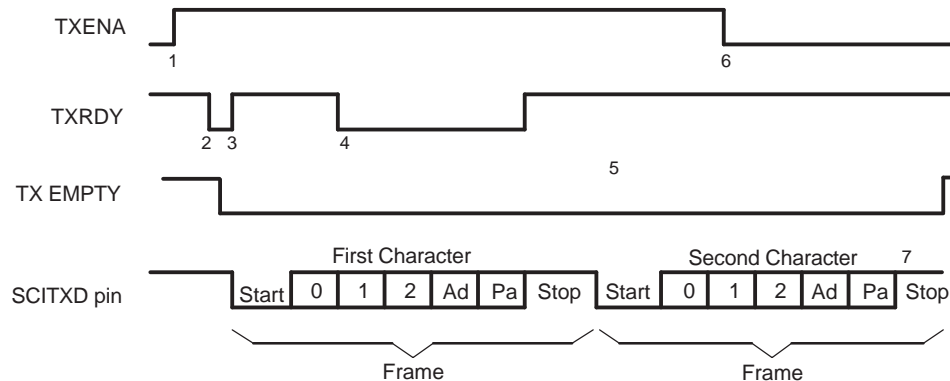 TXENA
1
6
TXRDY
2
3
4
5
TX EMPTY
First Character
Second Character
7
SCITXD pin
Start 0 1 2 Ad Pa Stop Start 0 1 2 Ad Pa Stop
Frame
Frame